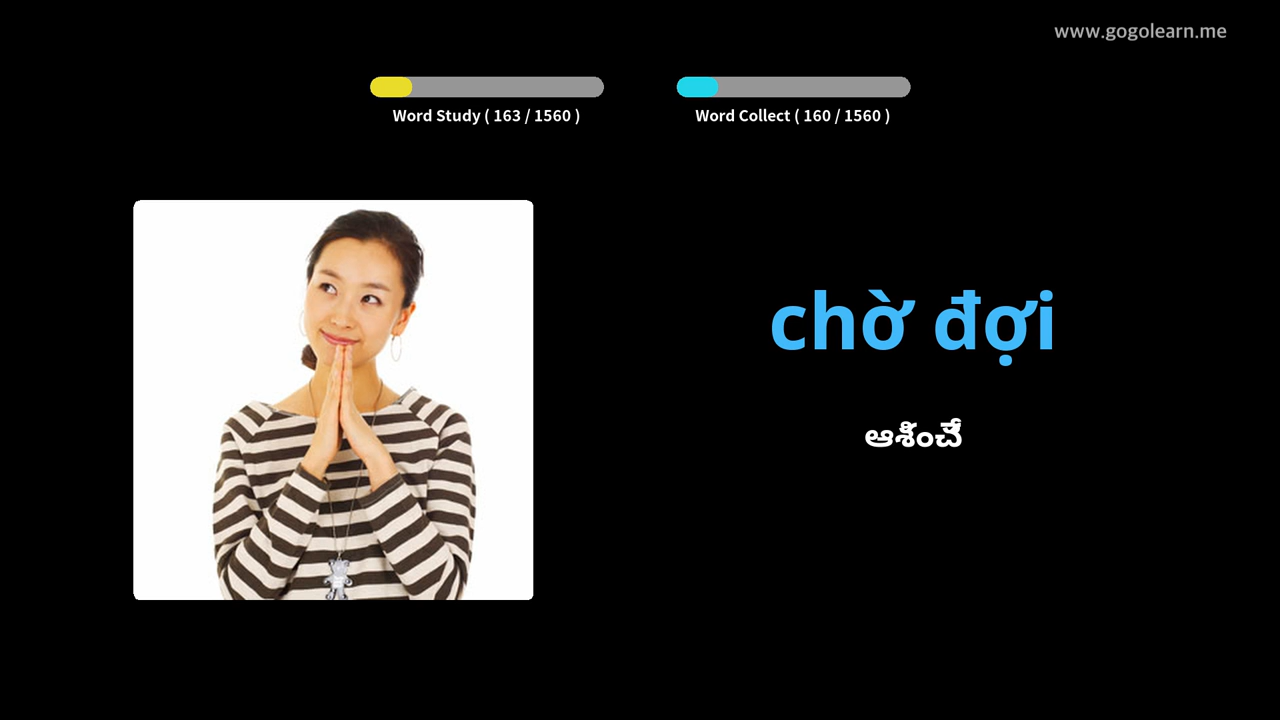 www.gogolearn.me
Word Study ( 163 / 1560 )
Word Collect ( 160 / 1560 )
chờ đợi
ఆశించే